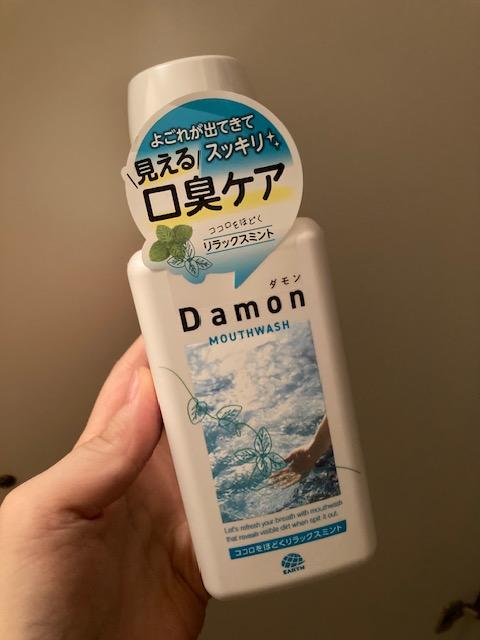 よごれが出てきて
スッキリ
見える
口臭ケア
ココロをほどく
リラックスミント
ダモン
Damon
MOUTHWASH
Let's refresh your breath with mouthwash
that reveals visible dirt when spit it out.
ココロをほどくリラックスミント
EARTH